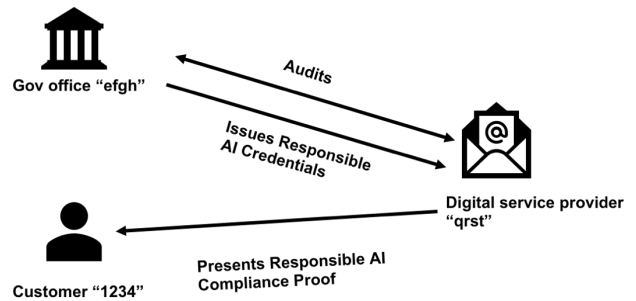 Audits
Gov office “efgh”
Issues Responsible
AI Credentials
@
Digital service provider
“qrst”
Presents Responsible AI
Compliance Proof
Customer “1234”